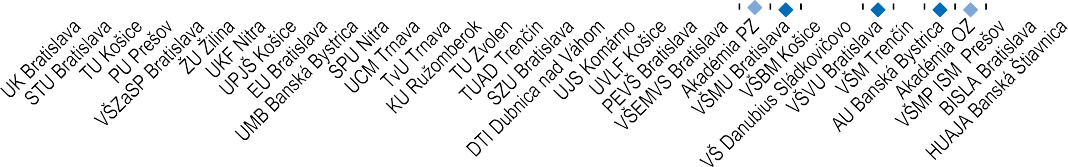 UK Bratislava
STU Bratislava
TU Košice
PU Prešov
VŠZaSP Bratislava
ŽU Žilina
UKF Nitra
UPJŠ Košice
EU Bratislava
UMB Banská Bystrica
SPU Nitra
UCM Trnava
TvU Trnava
KU Ružomberok
TU Zvolen
TUAD Trenčín
SZU Bratislava
DTI Dubnica nad Váhom
UJS Komárno
UVLF Košice
PEVŠ Bratislava
VŠEMVS Bratislava
Akadémia PZ
VŠMU Bratislava
VŠBM Košice
VŠ Danubius Sládkovičovo
VŠVU Bratislava
VŠM Trenčín
AU Banská Bystrica
Akadémia OZ
VŠMP ISM Prešov
BISLA Bratislava
HUAJA Banská Štiavnica